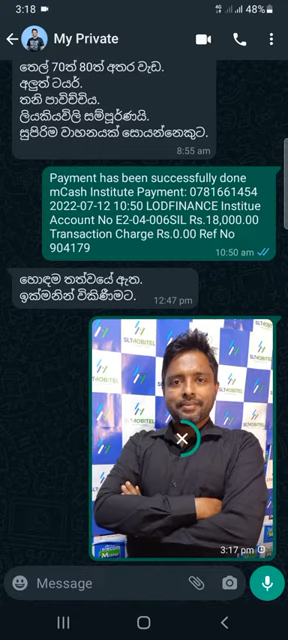 3:18
48%
My Private
තෙල් 70ත් 80ත් අතර වැඩ.
අලුත් ටයර්.
තනි පාවිච්චිය.
ලියකියවිලි සම්පූර්ණයි.
සුපිරිම වාහනයක් සොයන්නෙකුට.
8:55 am
Payment has been successfully done
mCash Institute Payment: 0781661454
2022-07-12 10:50 LODFINANCE Institue
Account No E2-04-006SIL Rs.18,000.00
Transaction Charge Rs.0.00 Ref No
904179
10:50 am
හොඳම තත්වයේ ඇත.
ඉක්මනින් විකිණීමට.
12:47 pm
SLTMOBITEL
SLTMOBITEL
3:17 pm
Message